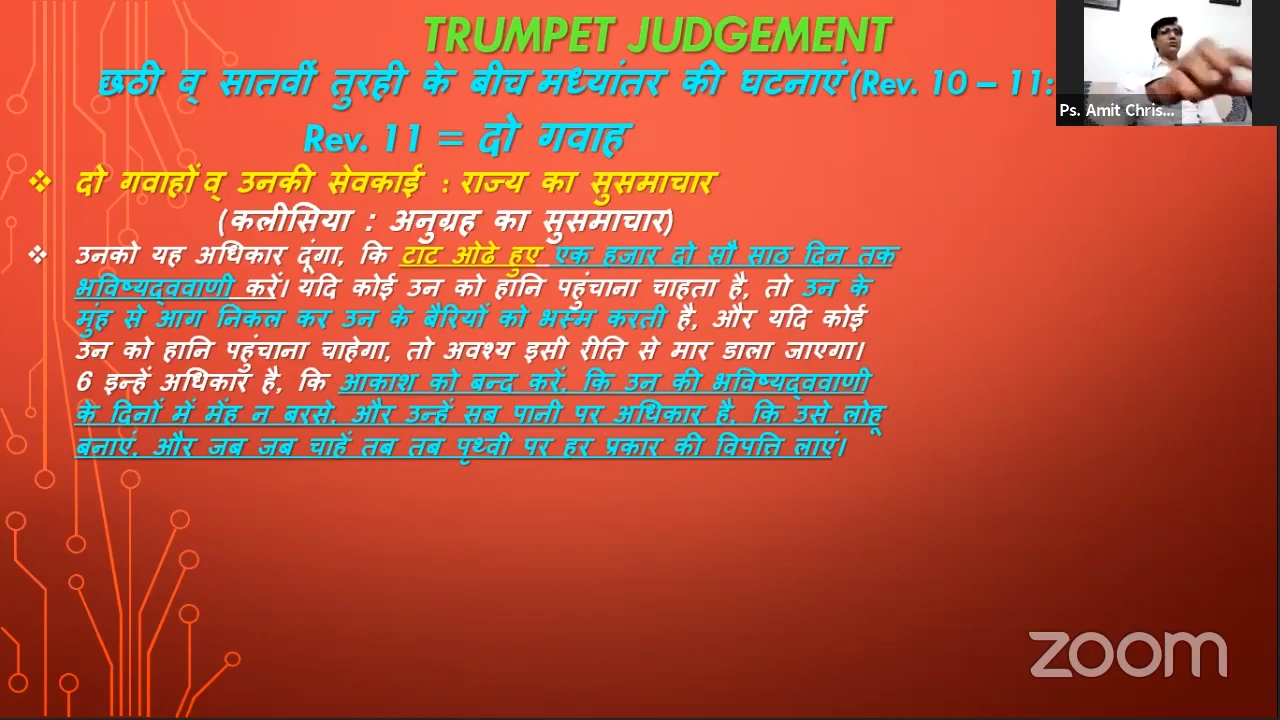 TRUMPET JUDGEMENT
छठी व् सातवीं तुरही के बीच मध्यांतर की घटनाएं (Rev. 10 – 11:
Rev. 11 = दो गवाह
❖ दो गवाहों व् उनकी सेवकाई : राज्य का सुसमाचार
(कलीसिया : अनुग्रह का सुसमाचार)
❖ उनको यह अधिकार दूंगा, कि टाट ओढे हुए एक हजार दो सौ साठ दिन तक
भविष्यद्ववाणी करें। यदि कोई उन को हानि पहुंचाना चाहता है, तो उन के
मुंह से आग निकल कर उन के बैरियों को भस्म करती है, और यदि कोई
उन को हानि पहुंचाना चाहेगा, तो अवश्य इसी रीति से मार डाला जाएगा।
6 इन्हें अधिकार है, कि आकाश को बन्द करें, कि उन की भविष्यद्ववाणी
के दिनों में मेंह न बरसे, और उन्हें सब पानी पर अधिकार है, कि उसे लोहू
बनाएं, और जब जब चाहें तब तब पृथ्वी पर हर प्रकार की विपत्ति लाएं।
Ps. Amit Chris...
zoom